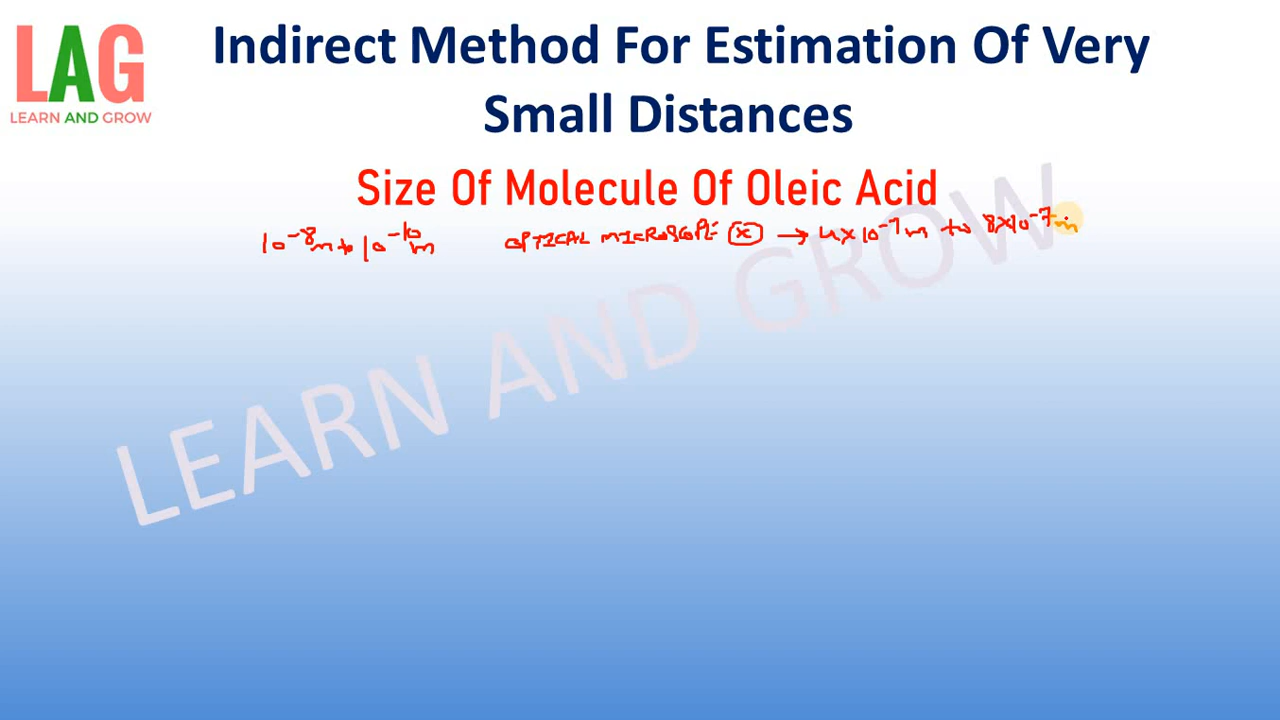 LAG
LEARN AND GROW
Indirect Method For Estimation Of Very
Small Distances
Size Of Molecule Of Oleic Acid
10⁻⁸m to 10⁻¹⁰m OPTICAL MICROSCOPE (x) → 4×10⁻⁷m to 8×10⁻⁷m
LEARN AND GROW